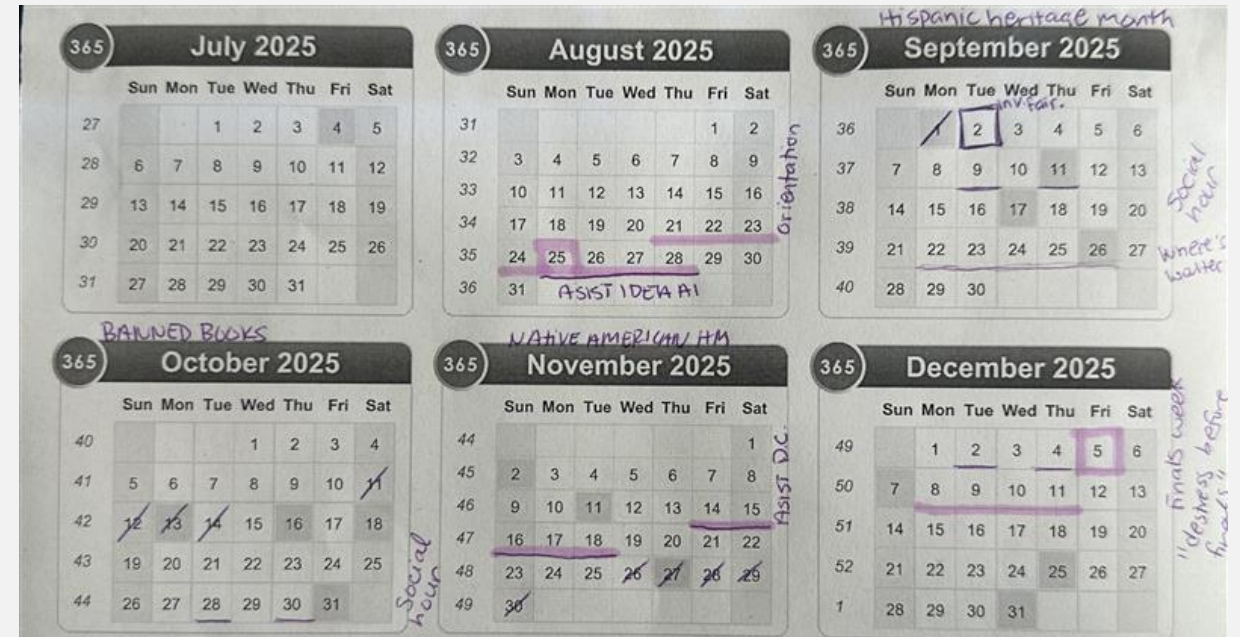 Hispanic heritage month
365 July 2025
Sun Mon Tue Wed Thu Fri Sat
27 1 2 3 4 5
28 6 7 8 9 10 11 12
29 13 14 15 16 17 18 19
30 20 21 22 23 24 25 26
31 27 28 29 30 31
365 August 2025
Sun Mon Tue Wed Thu Fri Sat
31 1 2
32 3 4 5 6 7 8 9
33 10 11 12 13 14 15 16
34 17 18 19 20 21 22 23
35 24 25 26 27 28 29 30
36 31 ASIST IDEA AI
Orientation
365 September 2025
Sun Mon Tue Wed Thu Fri Sat
inv. Fair.
36 1 2 3 4 5 6
37 7 8 9 10 11 12 13
38 14 15 16 17 18 19 20
39 21 22 23 24 25 26 27
40 28 29 30
Social
hour
Where's
BANNED BOOKS
365 October 2025
Sun Mon Tue Wed Thu Fri Sat
40 1 2 3 4
41 5 6 7 8 9 10 11
42 12 13 14 15 16 17 18
43 19 20 21 22 23 24 25
44 26 27 28 29 30 31
Social
hour
NATIVE AMERICAN HM
365 November 2025
Sun Mon Tue Wed Thu Fri Sat
44 1
45 2 3 4 5 6 7 8
46 9 10 11 12 13 14 15
47 16 17 18 19 20 21 22
48 23 24 25 26 27 28 29
49 30
ASIST D.C.
365 December 2025
Sun Mon Tue Wed Thu Fri Sat
49 1 2 3 4 5 6
50 7 8 9 10 11 12 13
51 14 15 16 17 18 19 20
52 21 22 23 24 25 26 27
1 28 29 30 31
finals week
"destress before